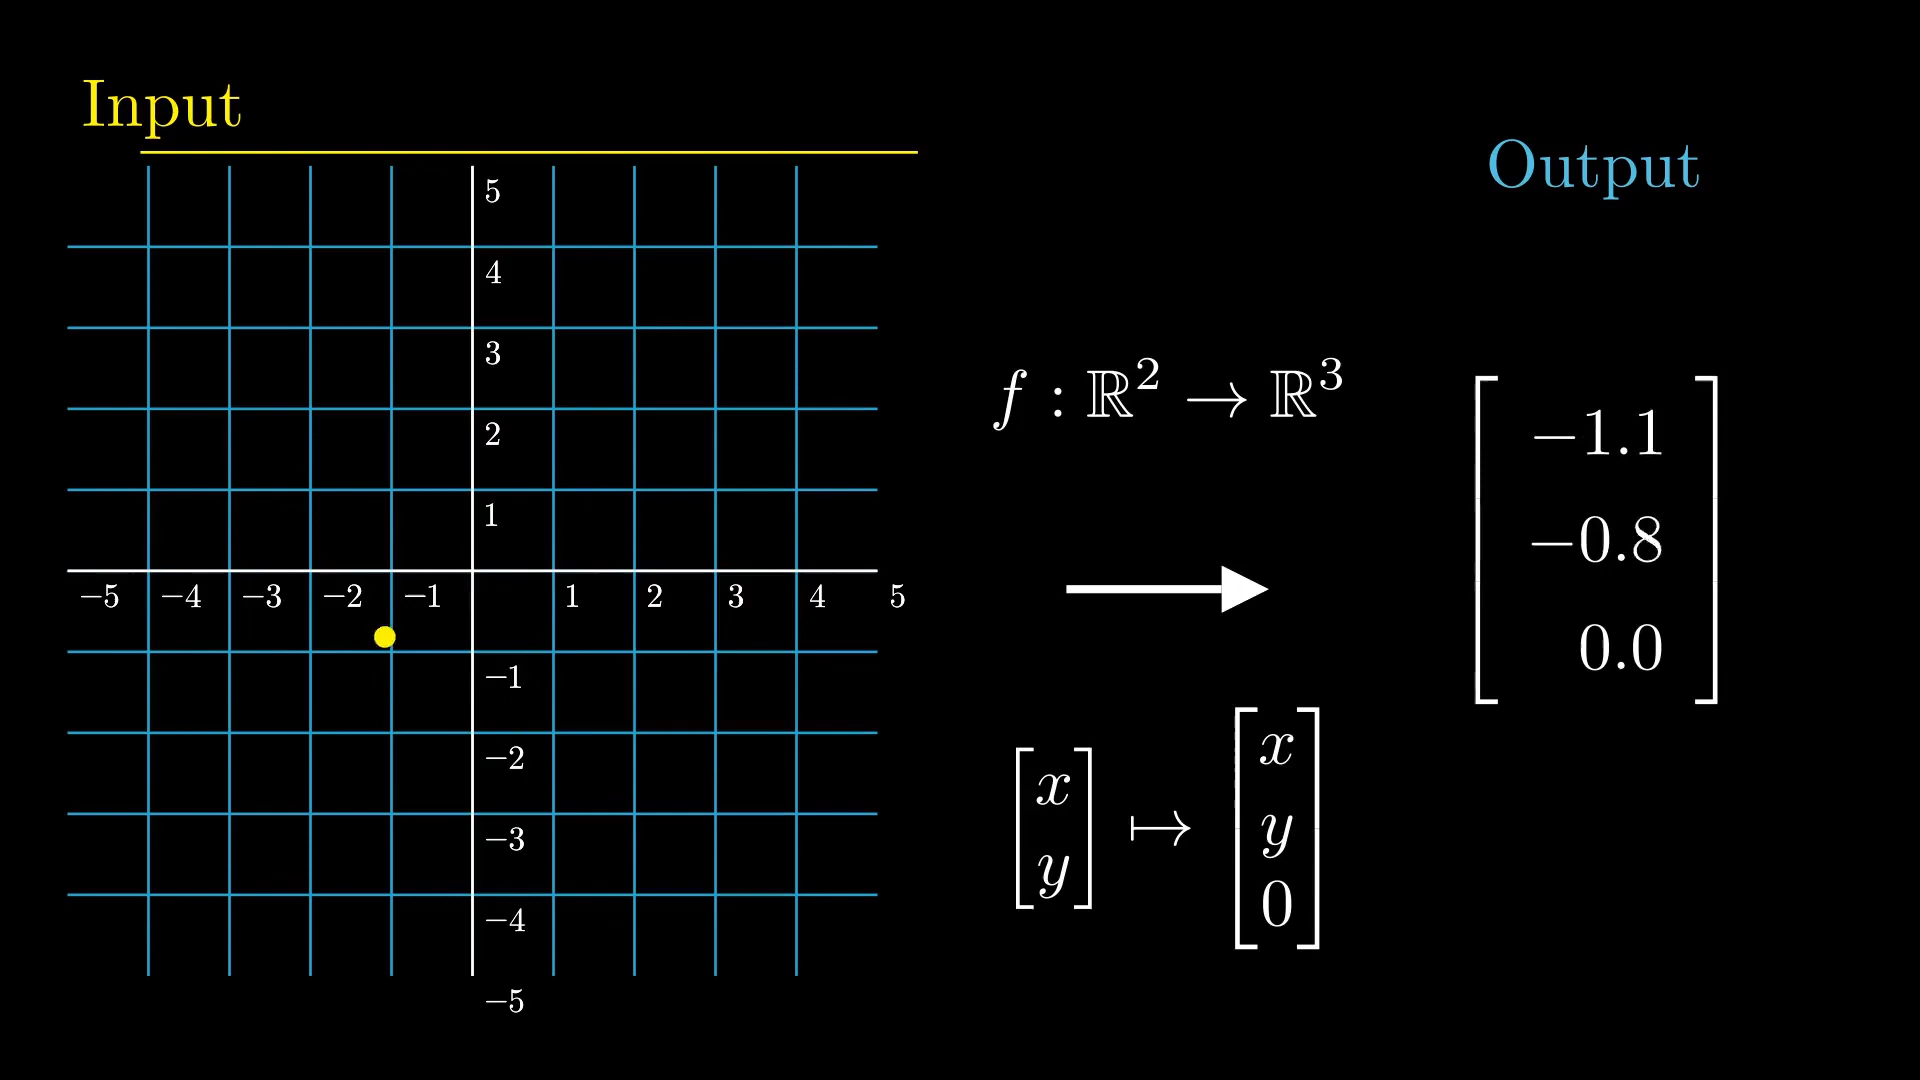 Input
Output
5
4
3
2
1
−5 −4 −3 −2 −1 1 2 3 4 5
−1
−2
−3
−4
−5
f : ℝ² → ℝ³
[x y] ↦ [x y 0]
−1.1
−0.8
0.0